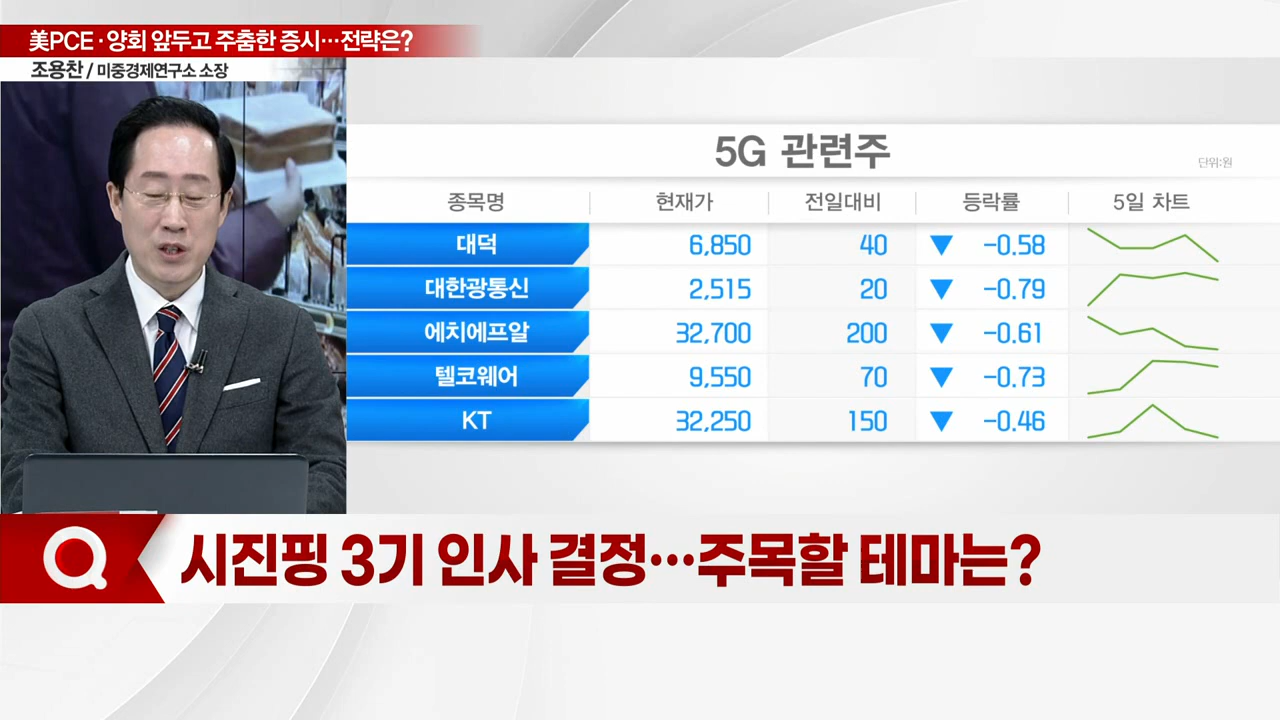 美PCE·양회 앞두고 주춤한 증시…전략은?
조용찬 / 미중경제연구소 소장
5G 관련주
단위:원
종목명 현재가 전일대비 등락률 5일 차트
대덕 6,850 40 ▼ -0.58
대한광통신 2,515 20 ▼ -0.79
에치에프알 32,700 200 ▼ -0.61
텔코웨어 9,550 70 ▼ -0.73
KT 32,250 150 ▼ -0.46
Q 시진핑 3기 인사 결정…주목할 테마는?